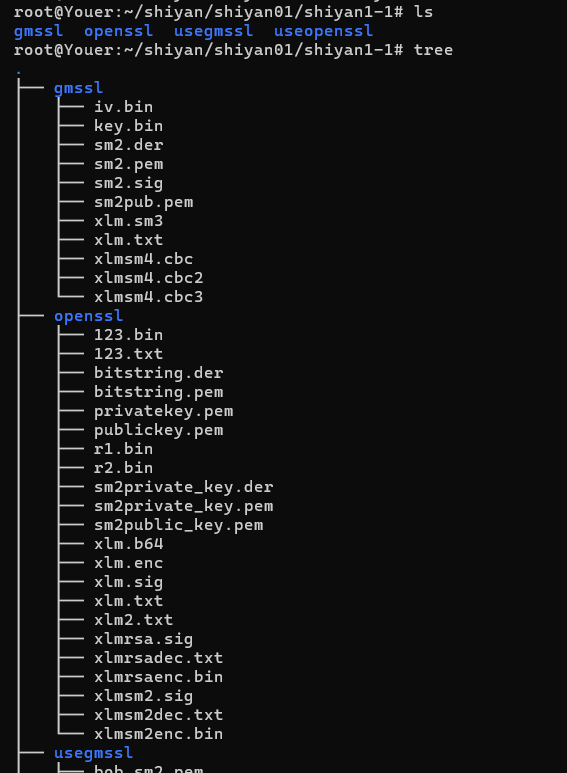 root@Youer:~/shiyan/shiyan01/shiyan1-1# ls
gmssl  openssl  usegmssl  useopenssl
root@Youer:~/shiyan/shiyan01/shiyan1-1# tree
.
├── gmssl
│   ├── iv.bin
│   ├── key.bin
│   ├── sm2.der
│   ├── sm2.pem
│   ├── sm2.sig
│   ├── sm2pub.pem
│   ├── xlm.sm3
│   ├── xlm.txt
│   ├── xlmsm4.cbc
│   ├── xlmsm4.cbc2
│   └── xlmsm4.cbc3
├── openssl
│   ├── 123.bin
│   ├── 123.txt
│   ├── bitstring.der
│   ├── bitstring.pem
│   ├── privatekey.pem
│   ├── publickey.pem
│   ├── r1.bin
│   ├── r2.bin
│   ├── sm2private_key.der
│   ├── sm2private_key.pem
│   ├── sm2public_key.pem
│   ├── xlm.b64
│   ├── xlm.enc
│   ├── xlm.sig
│   ├── xlm.txt
│   ├── xlm2.txt
│   ├── xlmrsa.sig
│   ├── xlmrsadec.txt
│   ├── xlmrsaenc.bin
│   ├── xlmsm2.sig
│   ├── xlmsm2dec.txt
│   └── xlmsm2enc.bin
├── usegmssl
│   ├── bob_sm2.pem